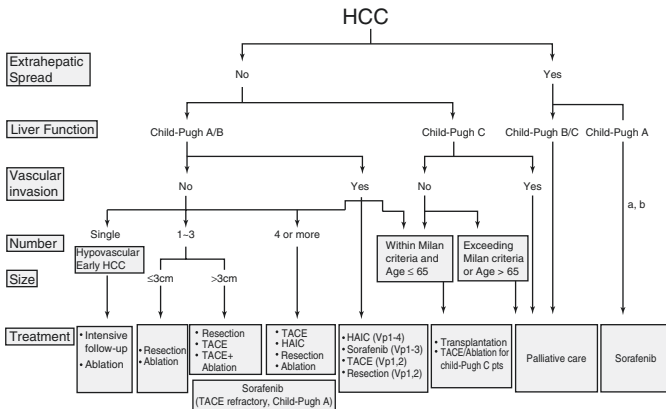 HCC
Extrahepatic
Spread
No
Yes
Liver Function
Child-Pugh A/B
Child-Pugh C
Child-Pugh B/C
Child-Pugh A
Vascular
invasion
No
Yes
No
Yes
a, b
Number
Single
1~3
4 or more
Hypovascular
Early HCC
Within Milan
criteria and
Age ≤ 65
Exceeding
Milan criteria
or Age > 65
Size
≤3cm
>3cm
Treatment
• Intensive
follow-up
• Ablation
• Resection
• Ablation
• Resection
• TACE
• TACE+
Ablation
• TACE
• HAIC
• Resection
• Ablation
• HAIC (Vp1-4)
• Sorafenib (Vp1-3)
• TACE (Vp1,2)
• Resection (Vp1,2)
• Transplantation
• TACE/Ablation for
child-Pugh C pts
Palliative care
Sorafenib
Sorafenib
(TACE refractory, Child-Pugh A)